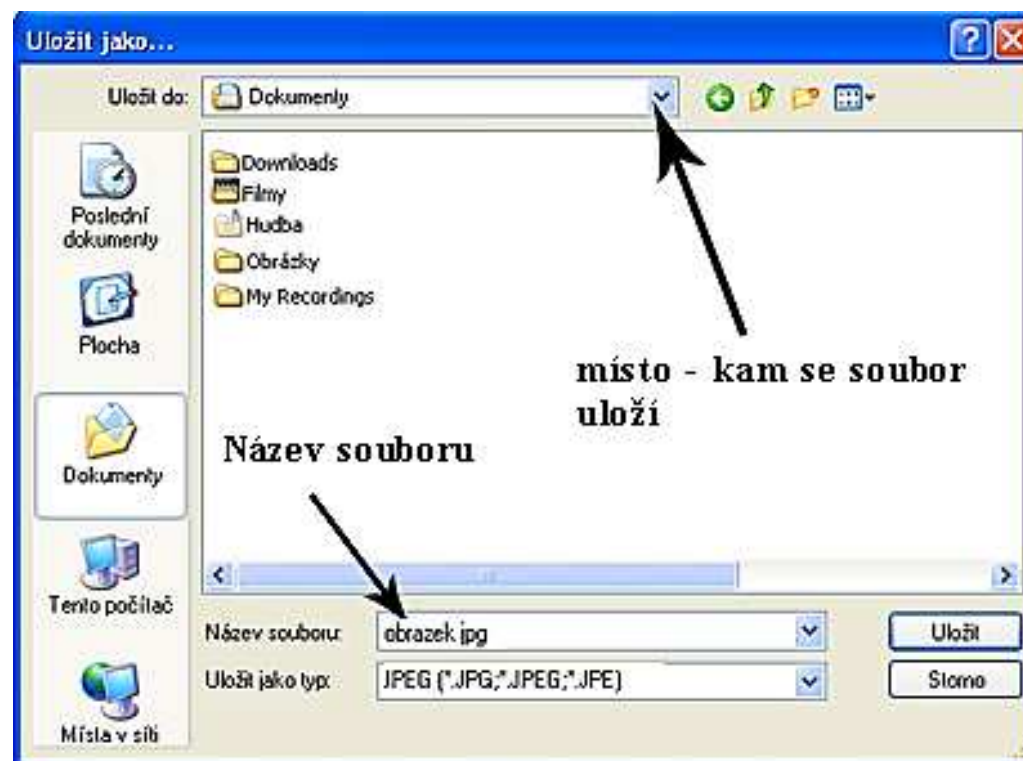 Uložit jako...
Uložit do:
Dokumenty
Poslední
dokumenty
Plocha
Dokumenty
Tento počítač
Místa v síti
Downloads
Filmy
Hudba
Obrázky
My Recordings
místo - kam se soubor
uloží
Název souboru
Název souboru:
obrazek.jpg
Uložit
Uložit jako typ:
JPEG (*.JPG;*.JPEG;*.JPE)
Storno